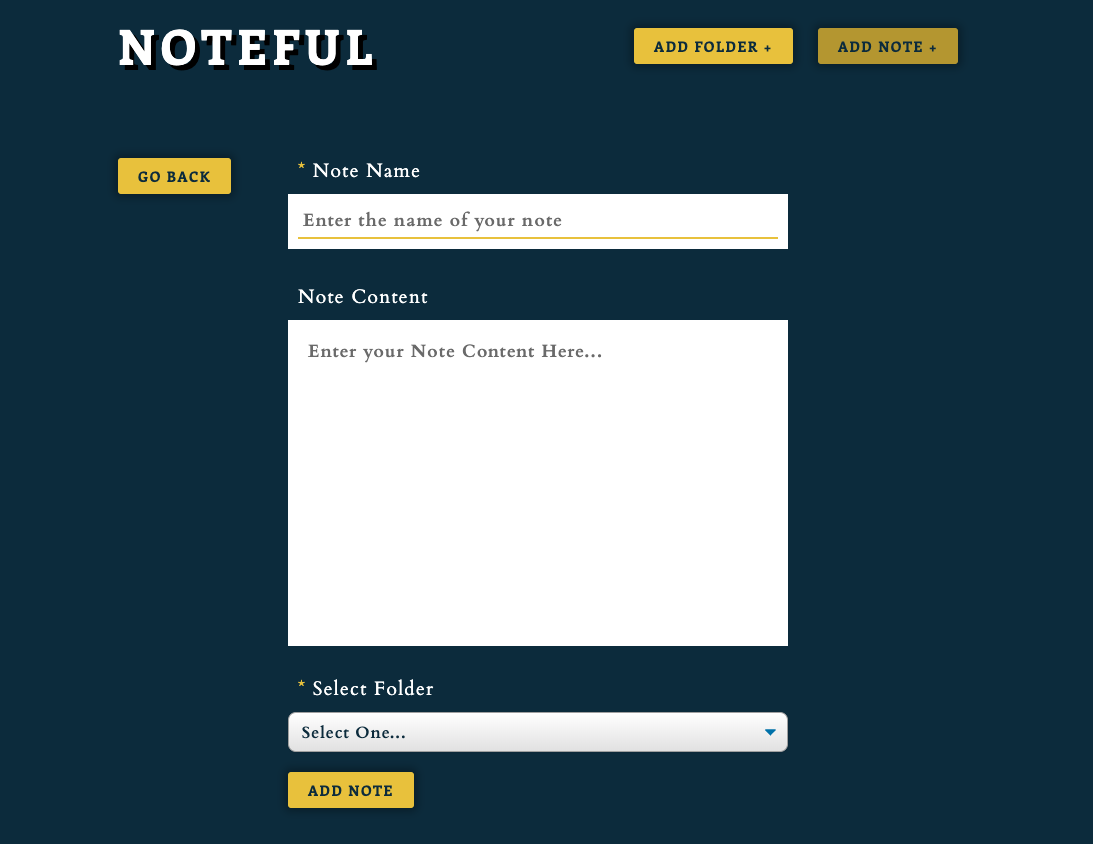 NOTEFUL
ADD FOLDER +
ADD NOTE +
GO BACK
* Note Name
Enter the name of your note
Note Content
Enter your Note Content Here...
* Select Folder
Select One...
ADD NOTE